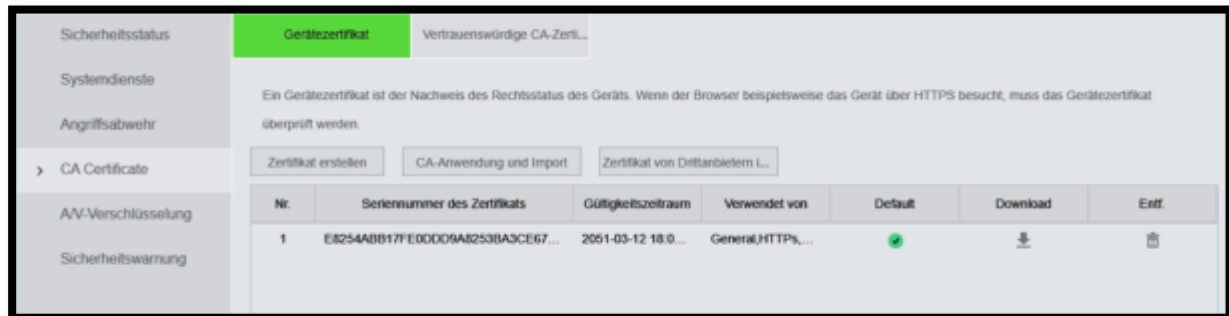 Sicherheitsstatus
Systemdienste
Angriffsabwehr
> CA Certificate
A/V-Verschlüsselung
Sicherheitswarnung
Gerätezertifikat
Vertrauenswürdige CA-Zerti...
Ein Gerätezertifikat ist der Nachweis des Rechtsstatus des Geräts. Wenn der Browser beispielsweise das Gerät über HTTPS besucht, muss das Gerätezertifikat
überprüft werden.
Zertifikat erstellen
CA-Anwendung und Import
Zertifikat von Drittanbietern i...
Nr. Seriennummer des Zertifikats Gültigkeitszeitraum Verwendet von Default Download Entf.
1 E8254ABB17FE0DDD9A8253BA3CE67... 2051-03-12 18:0... General,HTTPs,...